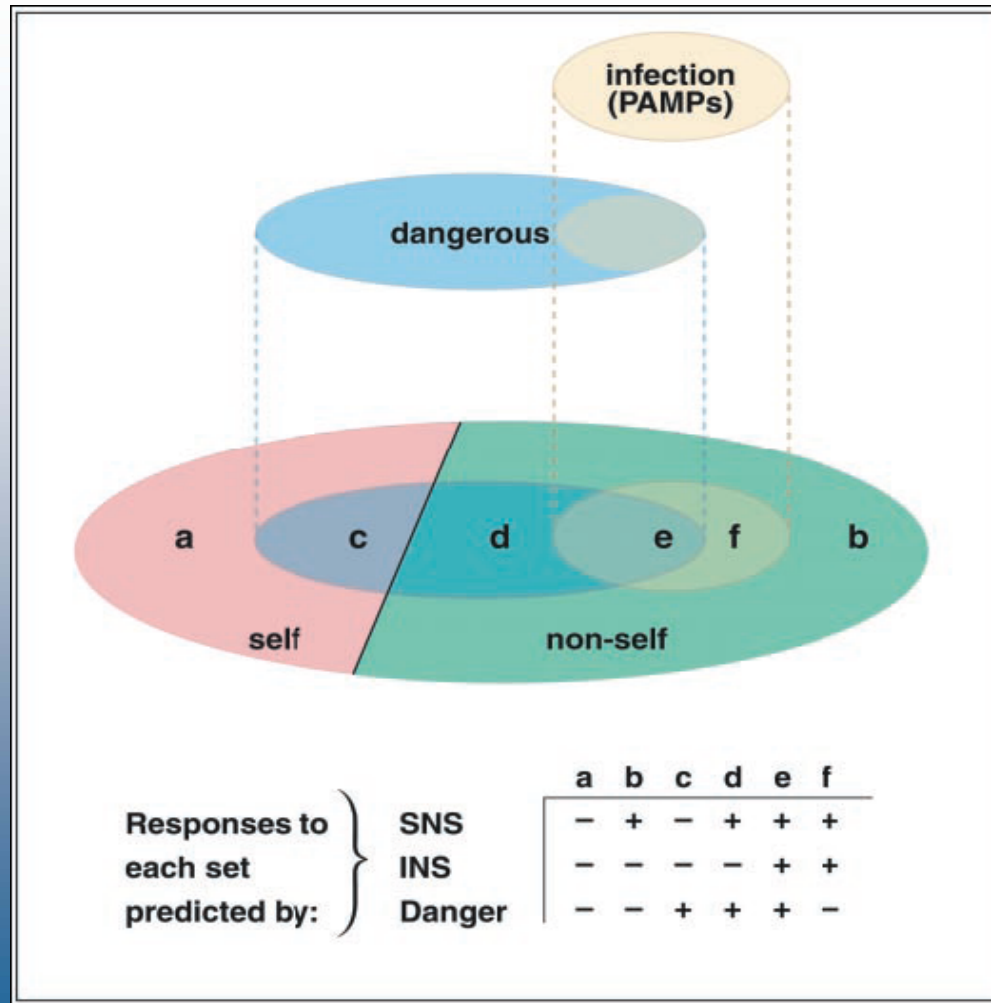 infection
(PAMPs)
dangerous
a c d e f b
self non-self
a b c d e f
Responses to } SNS − + − + + +
each set INS − − − − + +
predicted by: Danger − − + + + −